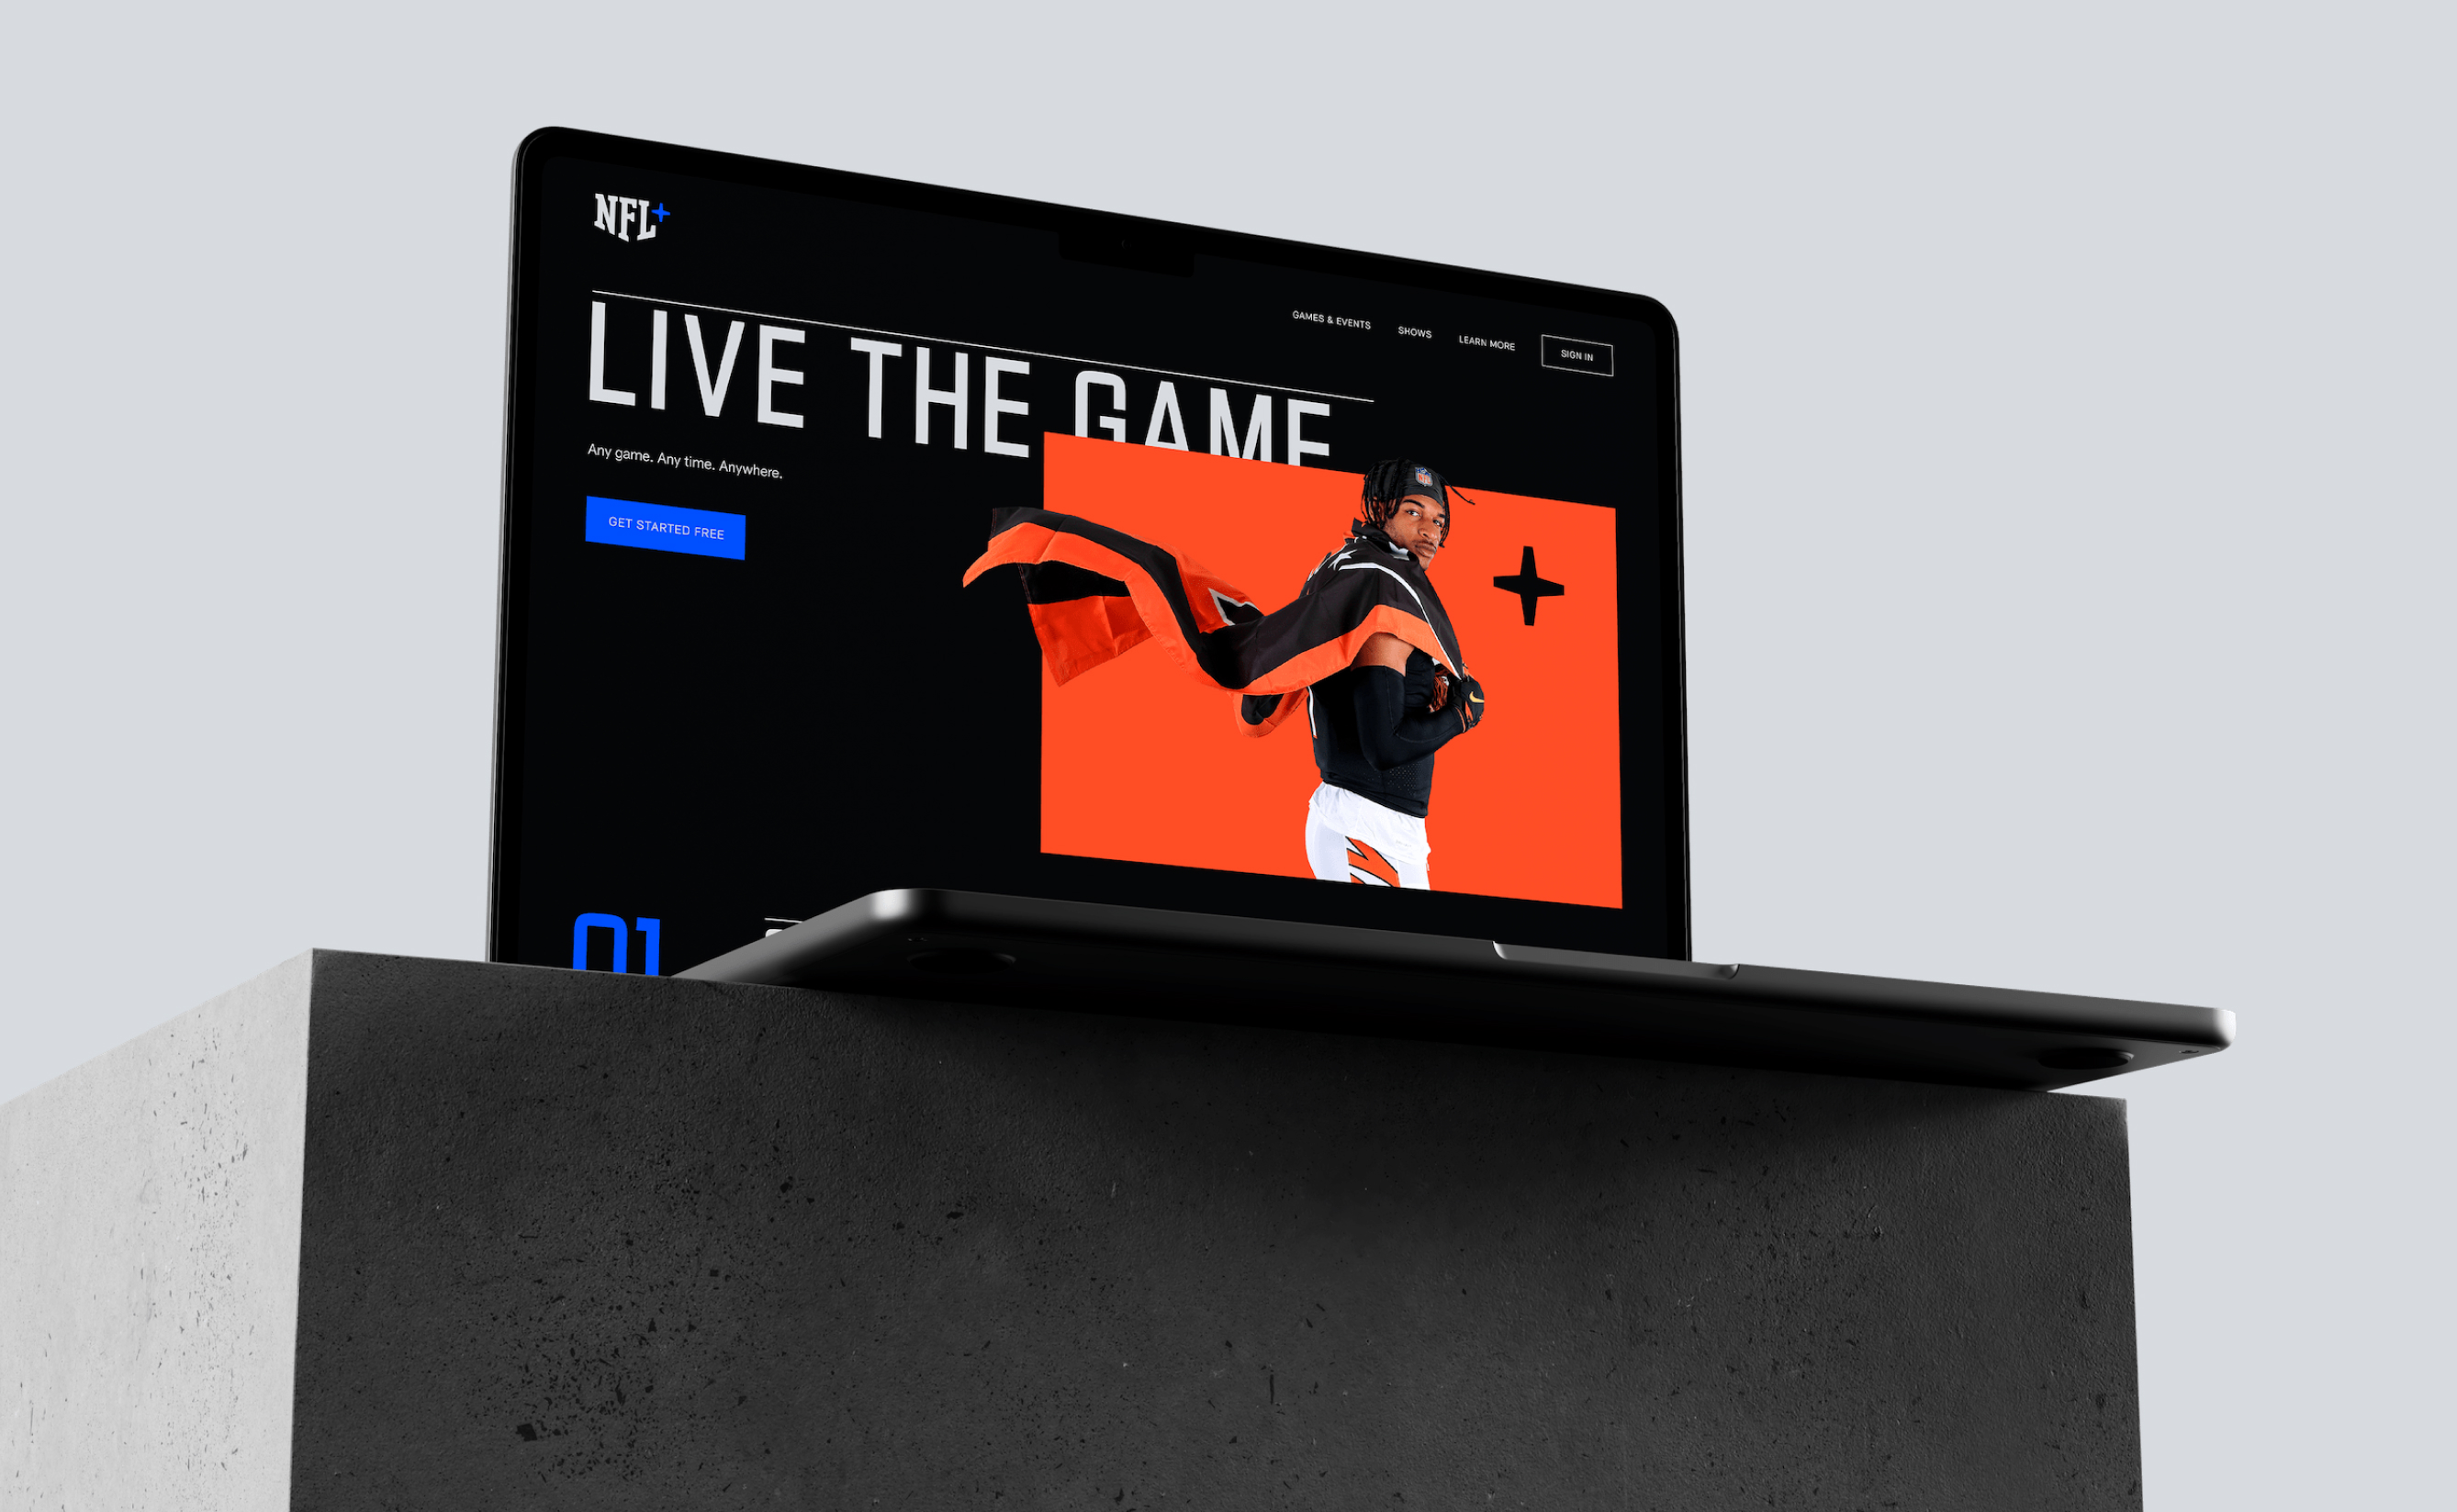 NFL+
GAMES & EVENTS
SHOWS
LEARN MORE
SIGN IN
LIVE THE GAME
Any game. Any time. Anywhere.
GET STARTED FREE
01